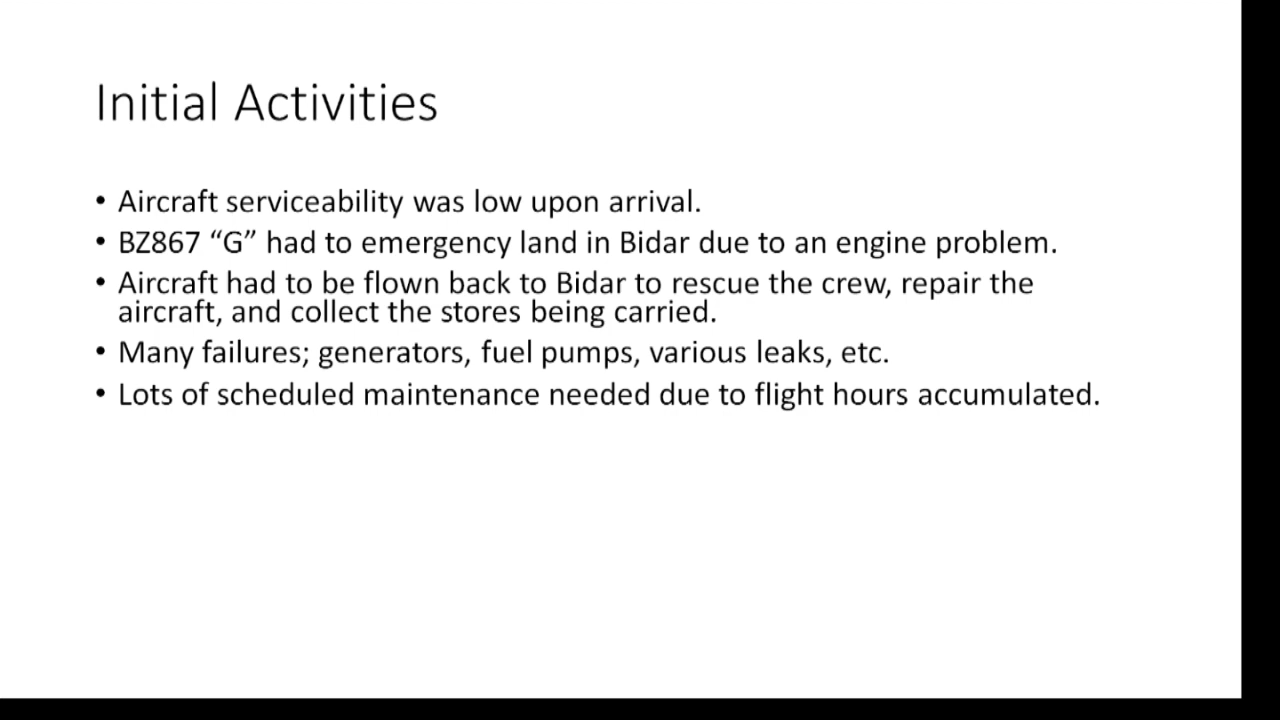 Initial Activities
• Aircraft serviceability was low upon arrival.
• BZ867 “G” had to emergency land in Bidar due to an engine problem.
• Aircraft had to be flown back to Bidar to rescue the crew, repair the
aircraft, and collect the stores being carried.
• Many failures; generators, fuel pumps, various leaks, etc.
• Lots of scheduled maintenance needed due to flight hours accumulated.